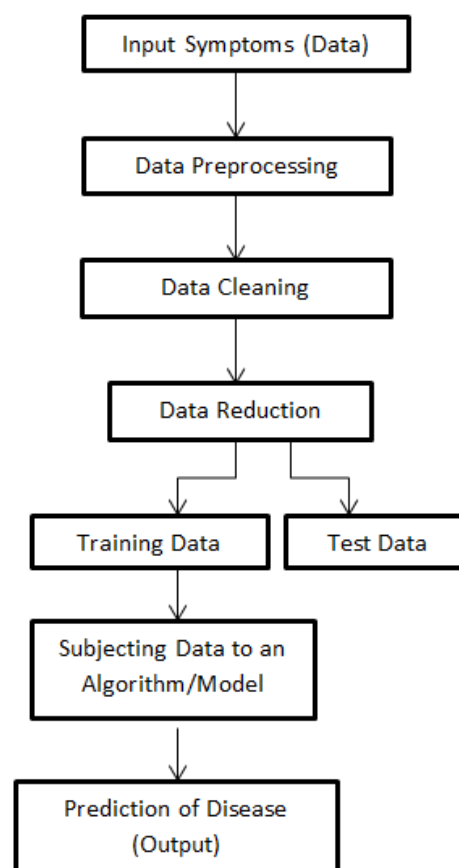 Input Symptoms (Data)
Data Preprocessing
Data Cleaning
Data Reduction
Training Data
Test Data
Subjecting Data to an
Algorithm/Model
Prediction of Disease
(Output)